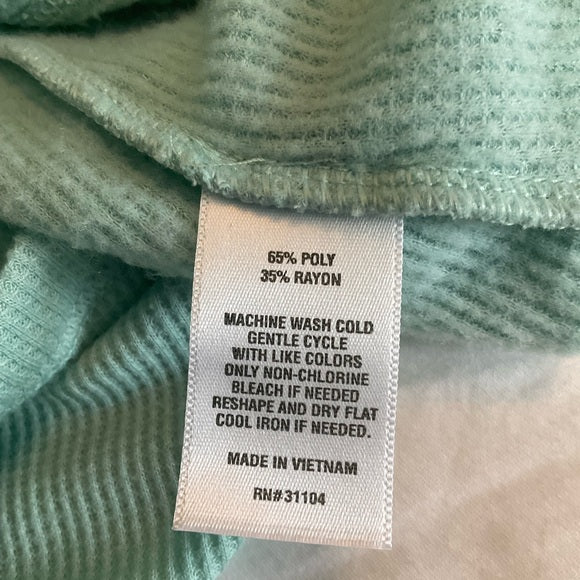 65% POLY
35% RAYON
MACHINE WASH COLD
GENTLE CYCLE
WITH LIKE COLORS
ONLY NON-CHLORINE
BLEACH IF NEEDED
RESHAPE AND DRY FLAT
COOL IRON IF NEEDED.
MADE IN VIETNAM
RN#31104